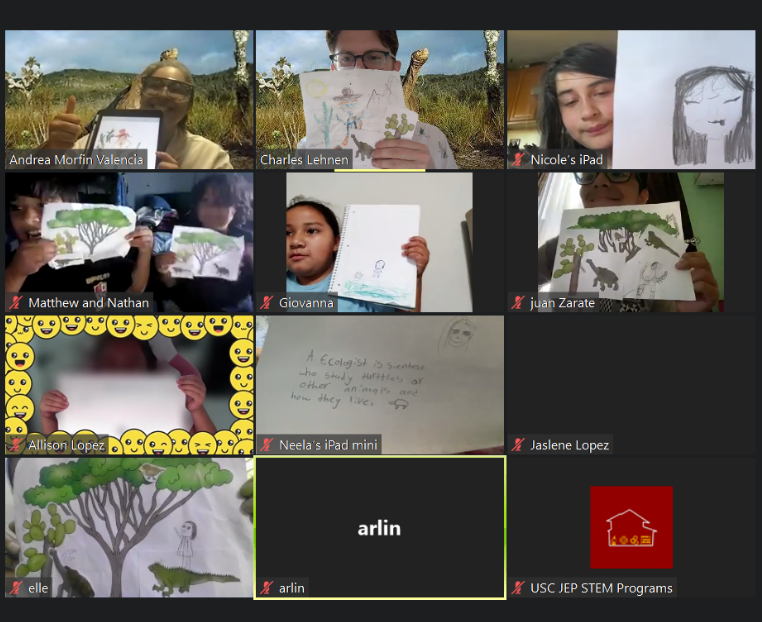 Andrea Morfin Valencia
Charles Lehnen
Nicole's iPad
Matthew and Nathan
Giovanna
juan Zarate
Allison Lopez
A Ecologist is
who study turttles or
other animals and
how they live.
Neela's iPad mini
Jaslene Lopez
elle
arlin
arlin
USC JEP STEM Programs